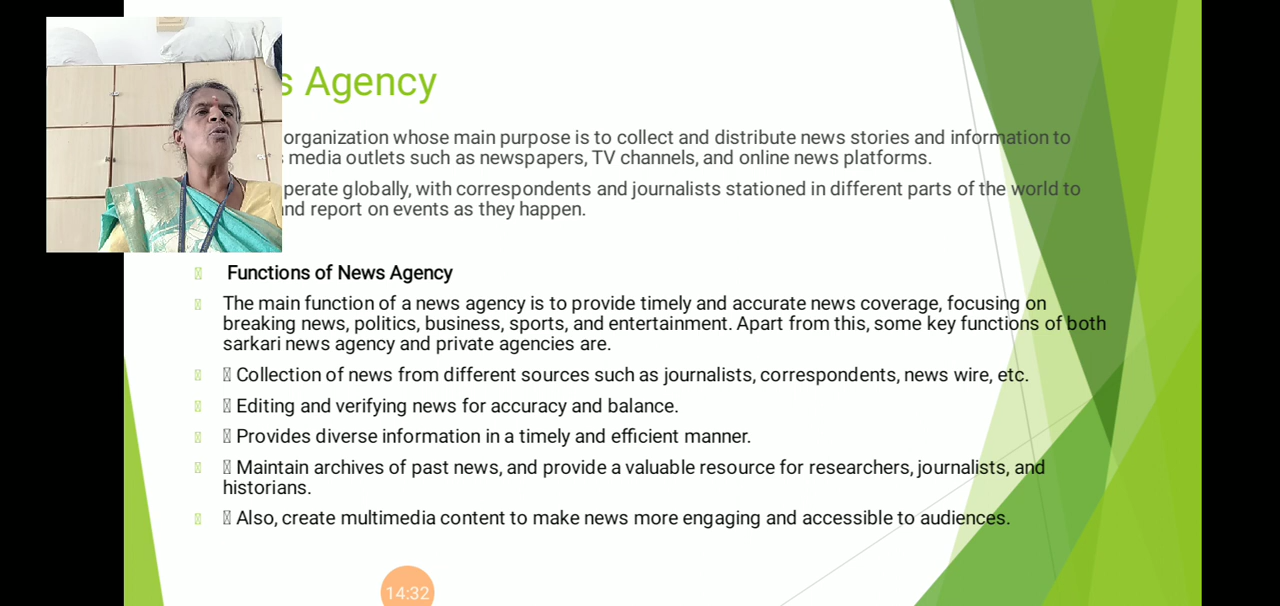 Agency
organization whose main purpose is to collect and distribute news stories and information to
media outlets such as newspapers, TV channels, and online news platforms.
perate globally, with correspondents and journalists stationed in different parts of the world to
and report on events as they happen.
Functions of News Agency
The main function of a news agency is to provide timely and accurate news coverage, focusing on
breaking news, politics, business, sports, and entertainment. Apart from this, some key functions of both
sarkari news agency and private agencies are.
Collection of news from different sources such as journalists, correspondents, news wire, etc.
Editing and verifying news for accuracy and balance.
Provides diverse information in a timely and efficient manner.
Maintain archives of past news, and provide a valuable resource for researchers, journalists, and
historians.
Also, create multimedia content to make news more engaging and accessible to audiences.
14:32